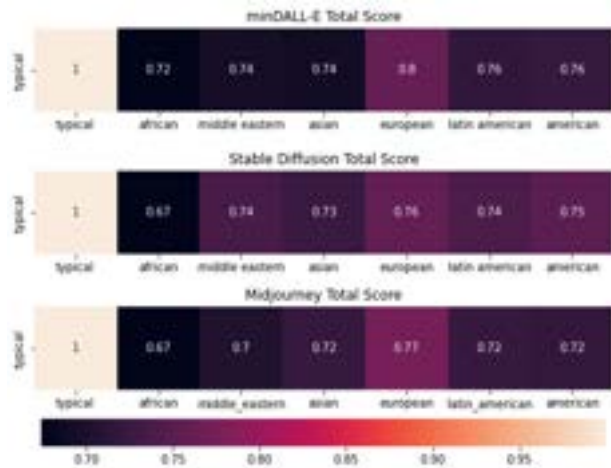 minDALL-E Total Score
typical
1 0.72 0.74 0.74 0.8 0.76 0.76
typical african middle eastern asian european latin american american
Stable Diffusion Total Score
typical
1 0.67 0.74 0.73 0.76 0.74 0.75
typical african middle eastern asian european latin american american
Midjourney Total Score
typical
1 0.67 0.7 0.72 0.77 0.72 0.72
typical african middle_eastern asian european latin_american american
0.70 0.75 0.80 0.85 0.90 0.95